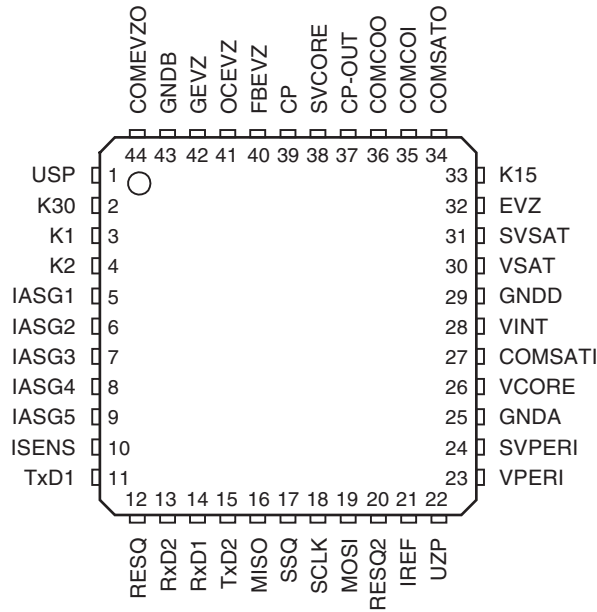 COMEVZO
GNDB
GEVZ
OCEVZ
FBEVZ
CP
SVCORE
CP-OUT
COMCOO
COMCOI
COMSATO
44 43 42 41 40 39 38 37 36 35 34
USP 1 33 K15
K30 2 32 EVZ
K1 3 31 SVSAT
K2 4 30 VSAT
IASG1 5 29 GNDD
IASG2 6 28 VINT
IASG3 7 27 COMSATI
IASG4 8 26 VCORE
IASG5 9 25 GNDA
ISENS 10 24 SVPERI
TxD1 11 23 VPERI
12 13 14 15 16 17 18 19 20 21 22
RESQ
RxD2
RxD1
TxD2
MISO
SSQ
SCLK
MOSI
RESQ2
IREF
UZP